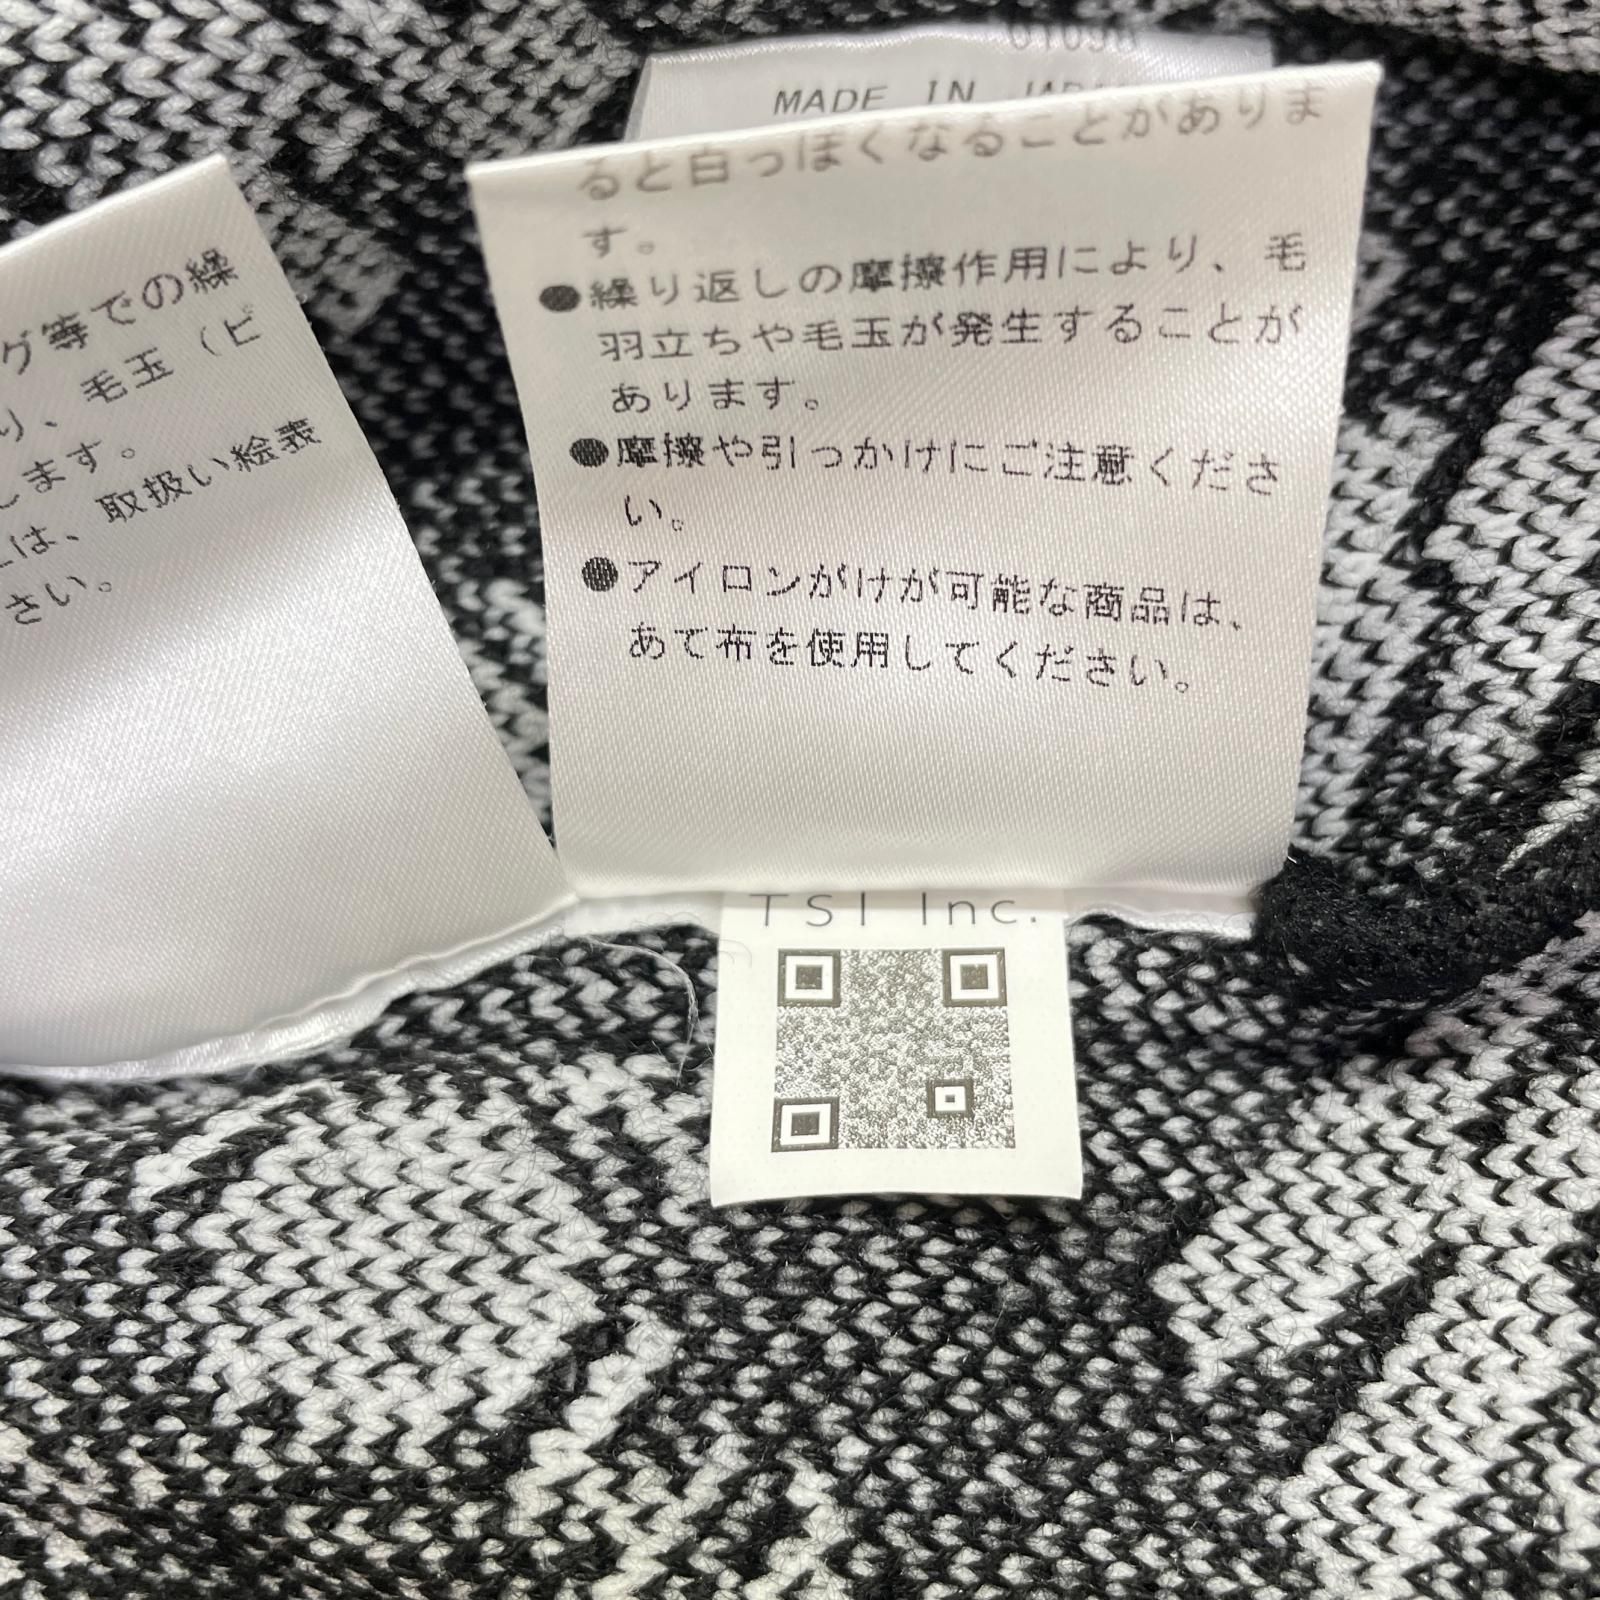 MADE IN JAPAN
ると白っぽくなることがありま
す。
●繰り返しの摩擦作用により、毛
羽立ちや毛玉が発生することが
あります。
●摩擦や引っかけにご注意くださ
い。
●アイロンがけが可能な商品は、
あて布を使用してください。
グ等での繰
り、毛玉（ピ
します。
は、取扱い絵表
さい。
TSI Inc.